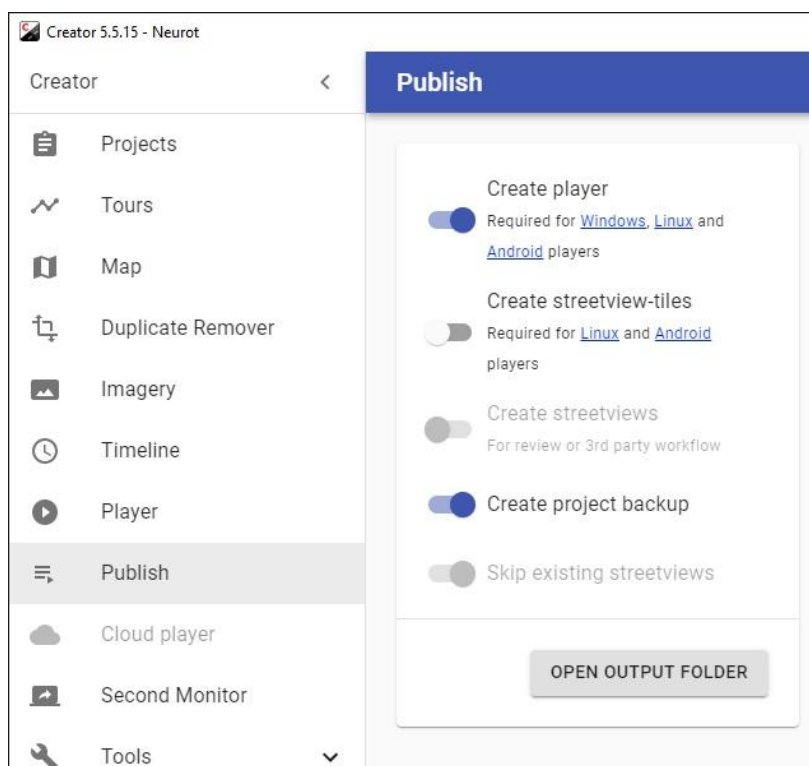 Creator 5.5.15 - Neurot
Creator
Projects
Tours
Map
Duplicate Remover
Imagery
Timeline
Player
Publish
Cloud player
Second Monitor
Tools
Publish
Create player
Required for Windows, Linux and
Android players
Create streetview-tiles
Required for Linux and Android
players
Create streetviews
For review or 3rd party workflow
Create project backup
Skip existing streetviews
OPEN OUTPUT FOLDER